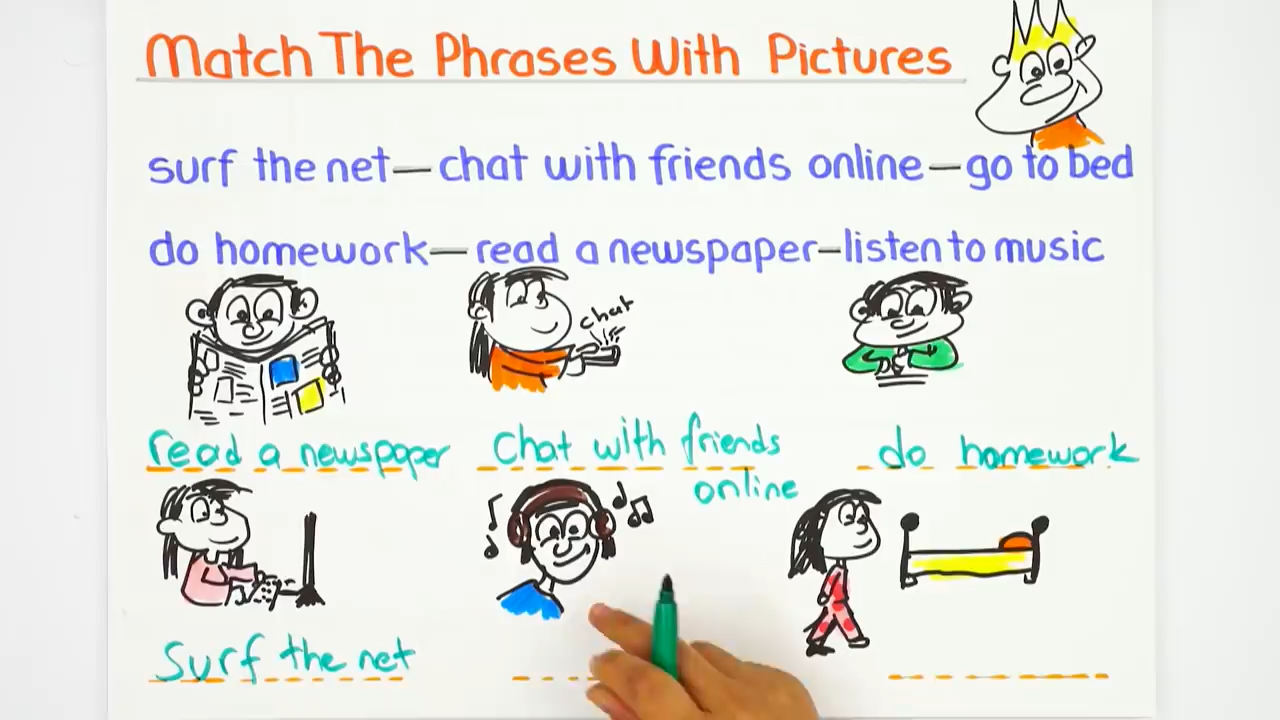 Match The Phrases With Pictures
surf the net—chat with friends online—go to bed
do homework—read a newspaper—listen to music
chat
read a newspaper
Chat with friends
online
do homework
Surf the net